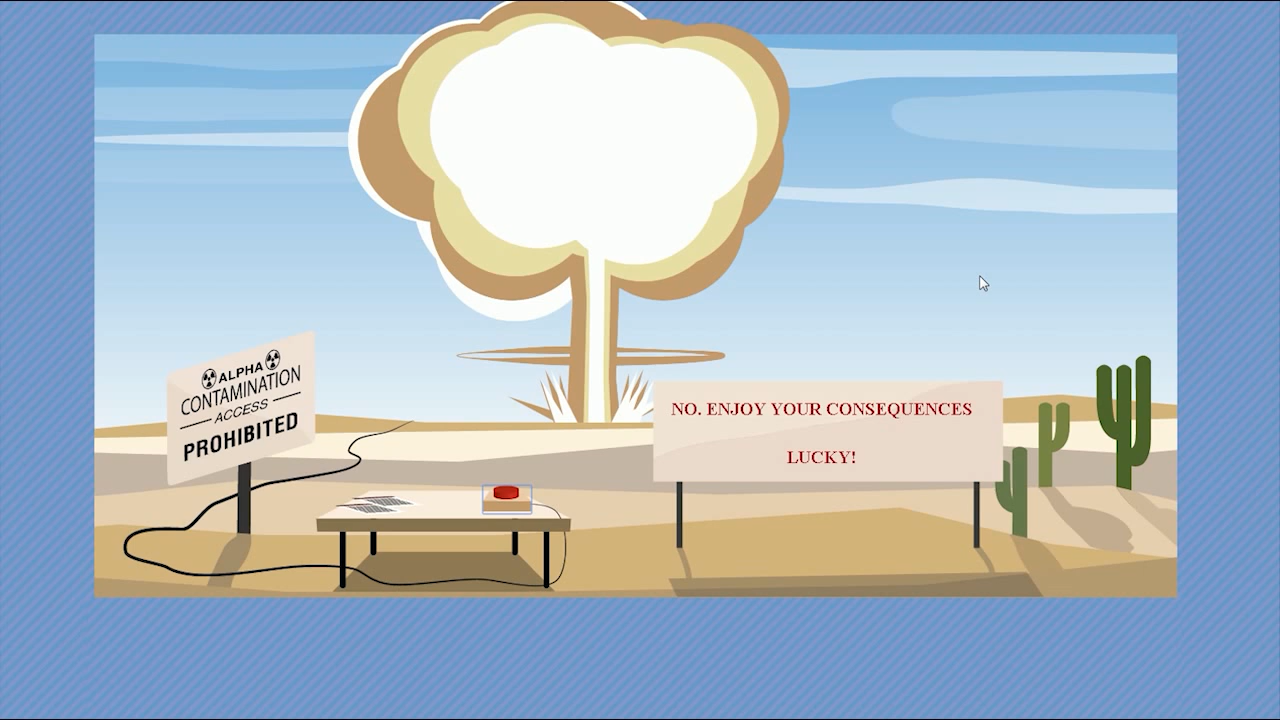 ALPHA
CONTAMINATION
ACCESS
PROHIBITED
NO. ENJOY YOUR CONSEQUENCES
LUCKY!